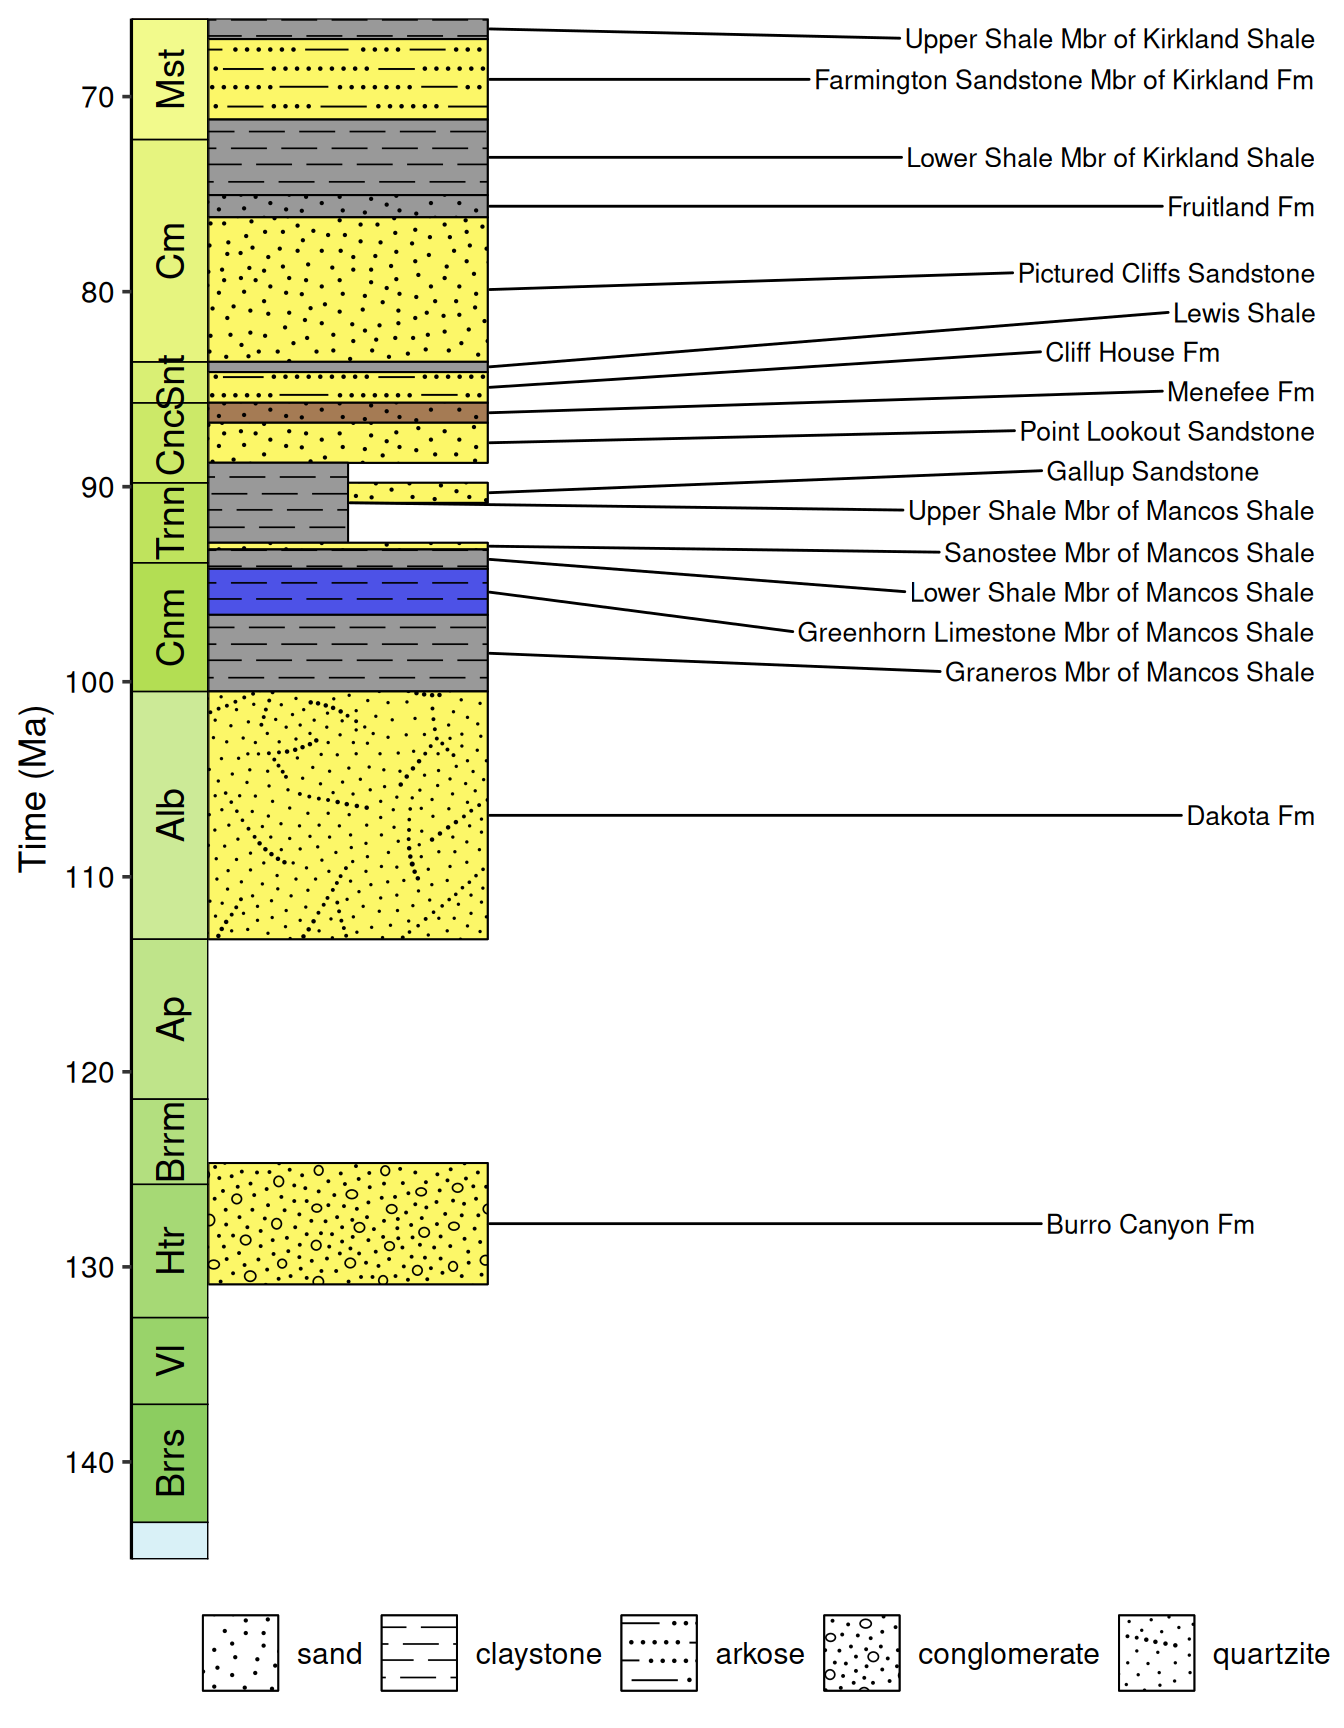 Time (Ma)
70
80
90
100
110
120
130
140
Mst
Cm
Snt
Cnc
Trnn
Cnm
Alb
Ap
Brrm
Htr
Vl
Brrs
Upper Shale Mbr of Kirkland Shale
Farmington Sandstone Mbr of Kirkland Fm
Lower Shale Mbr of Kirkland Shale
Fruitland Fm
Pictured Cliffs Sandstone
Lewis Shale
Cliff House Fm
Menefee Fm
Point Lookout Sandstone
Gallup Sandstone
Upper Shale Mbr of Mancos Shale
Sanostee Mbr of Mancos Shale
Lower Shale Mbr of Mancos Shale
Greenhorn Limestone Mbr of Mancos Shale
Graneros Mbr of Mancos Shale
Dakota Fm
Burro Canyon Fm
sand claystone arkose conglomerate quartzite